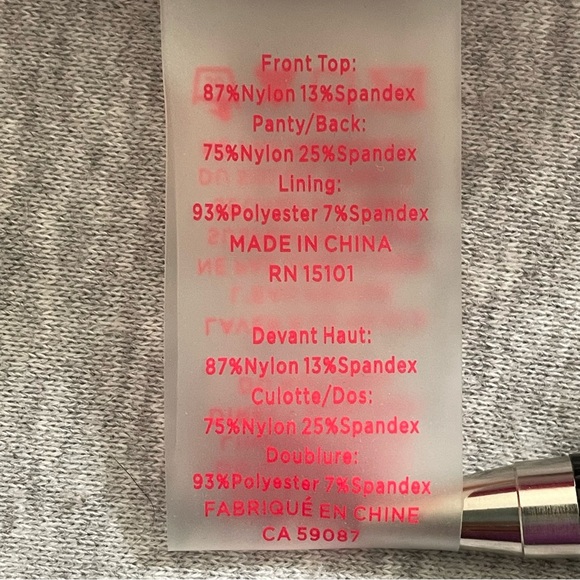 Front Top:
87%Nylon 13%Spandex
Panty/Back:
75%Nylon 25%Spandex
Lining:
93%Polyester 7%Spandex
MADE IN CHINA
RN 15101
Devant Haut:
87%Nylon 13%Spandex
Culotte/Dos:
75%Nylon 25%Spandex
Doublure:
93%Polyester 7%Spandex
FABRIQUÉ EN CHINE
CA 59087